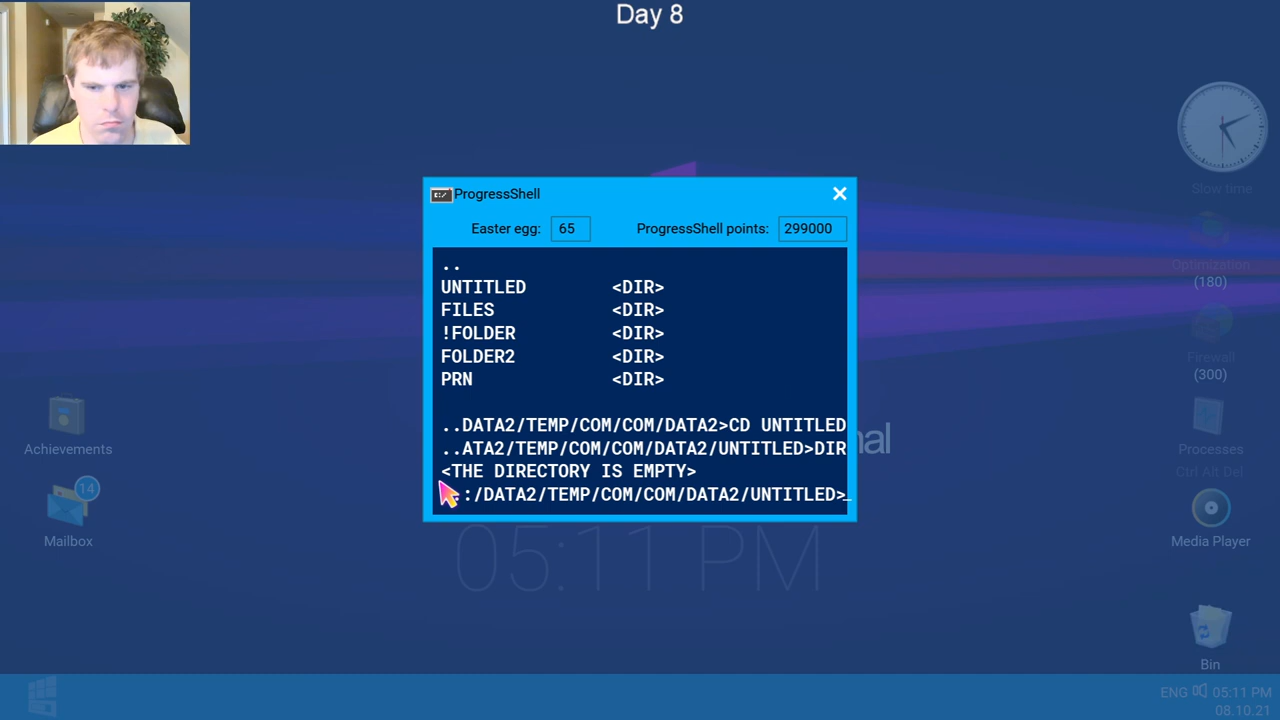 Day 8
ProgressShell
Easter egg: 65 ProgressShell points: 299000
..
UNTITLED <DIR>
FILES <DIR>
!FOLDER <DIR>
FOLDER2 <DIR>
PRN <DIR>
..DATA2/TEMP/COM/COM/DATA2>CD UNTITLED
..ATA2/TEMP/COM/COM/DATA2/UNTITLED>DIR
<THE DIRECTORY IS EMPTY>
:/DATA2/TEMP/COM/COM/DATA2/UNTITLED>_
05:11 PM
Achievements
14
Mailbox
Slow time
Optimization
(180)
Firewall
(300)
Processes
Ctrl Alt Del
Media Player
Bin
ENG 05:11 PM
08.10.21